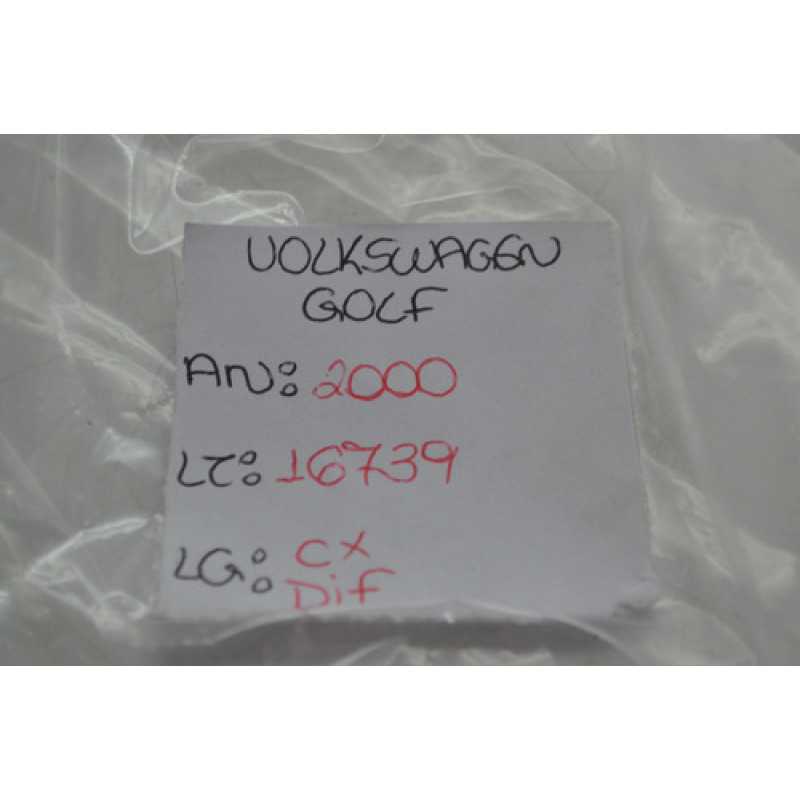 VOLKSWAGEN
GOLF
AN: 2000
LT: 16739
LG: CX
Dif